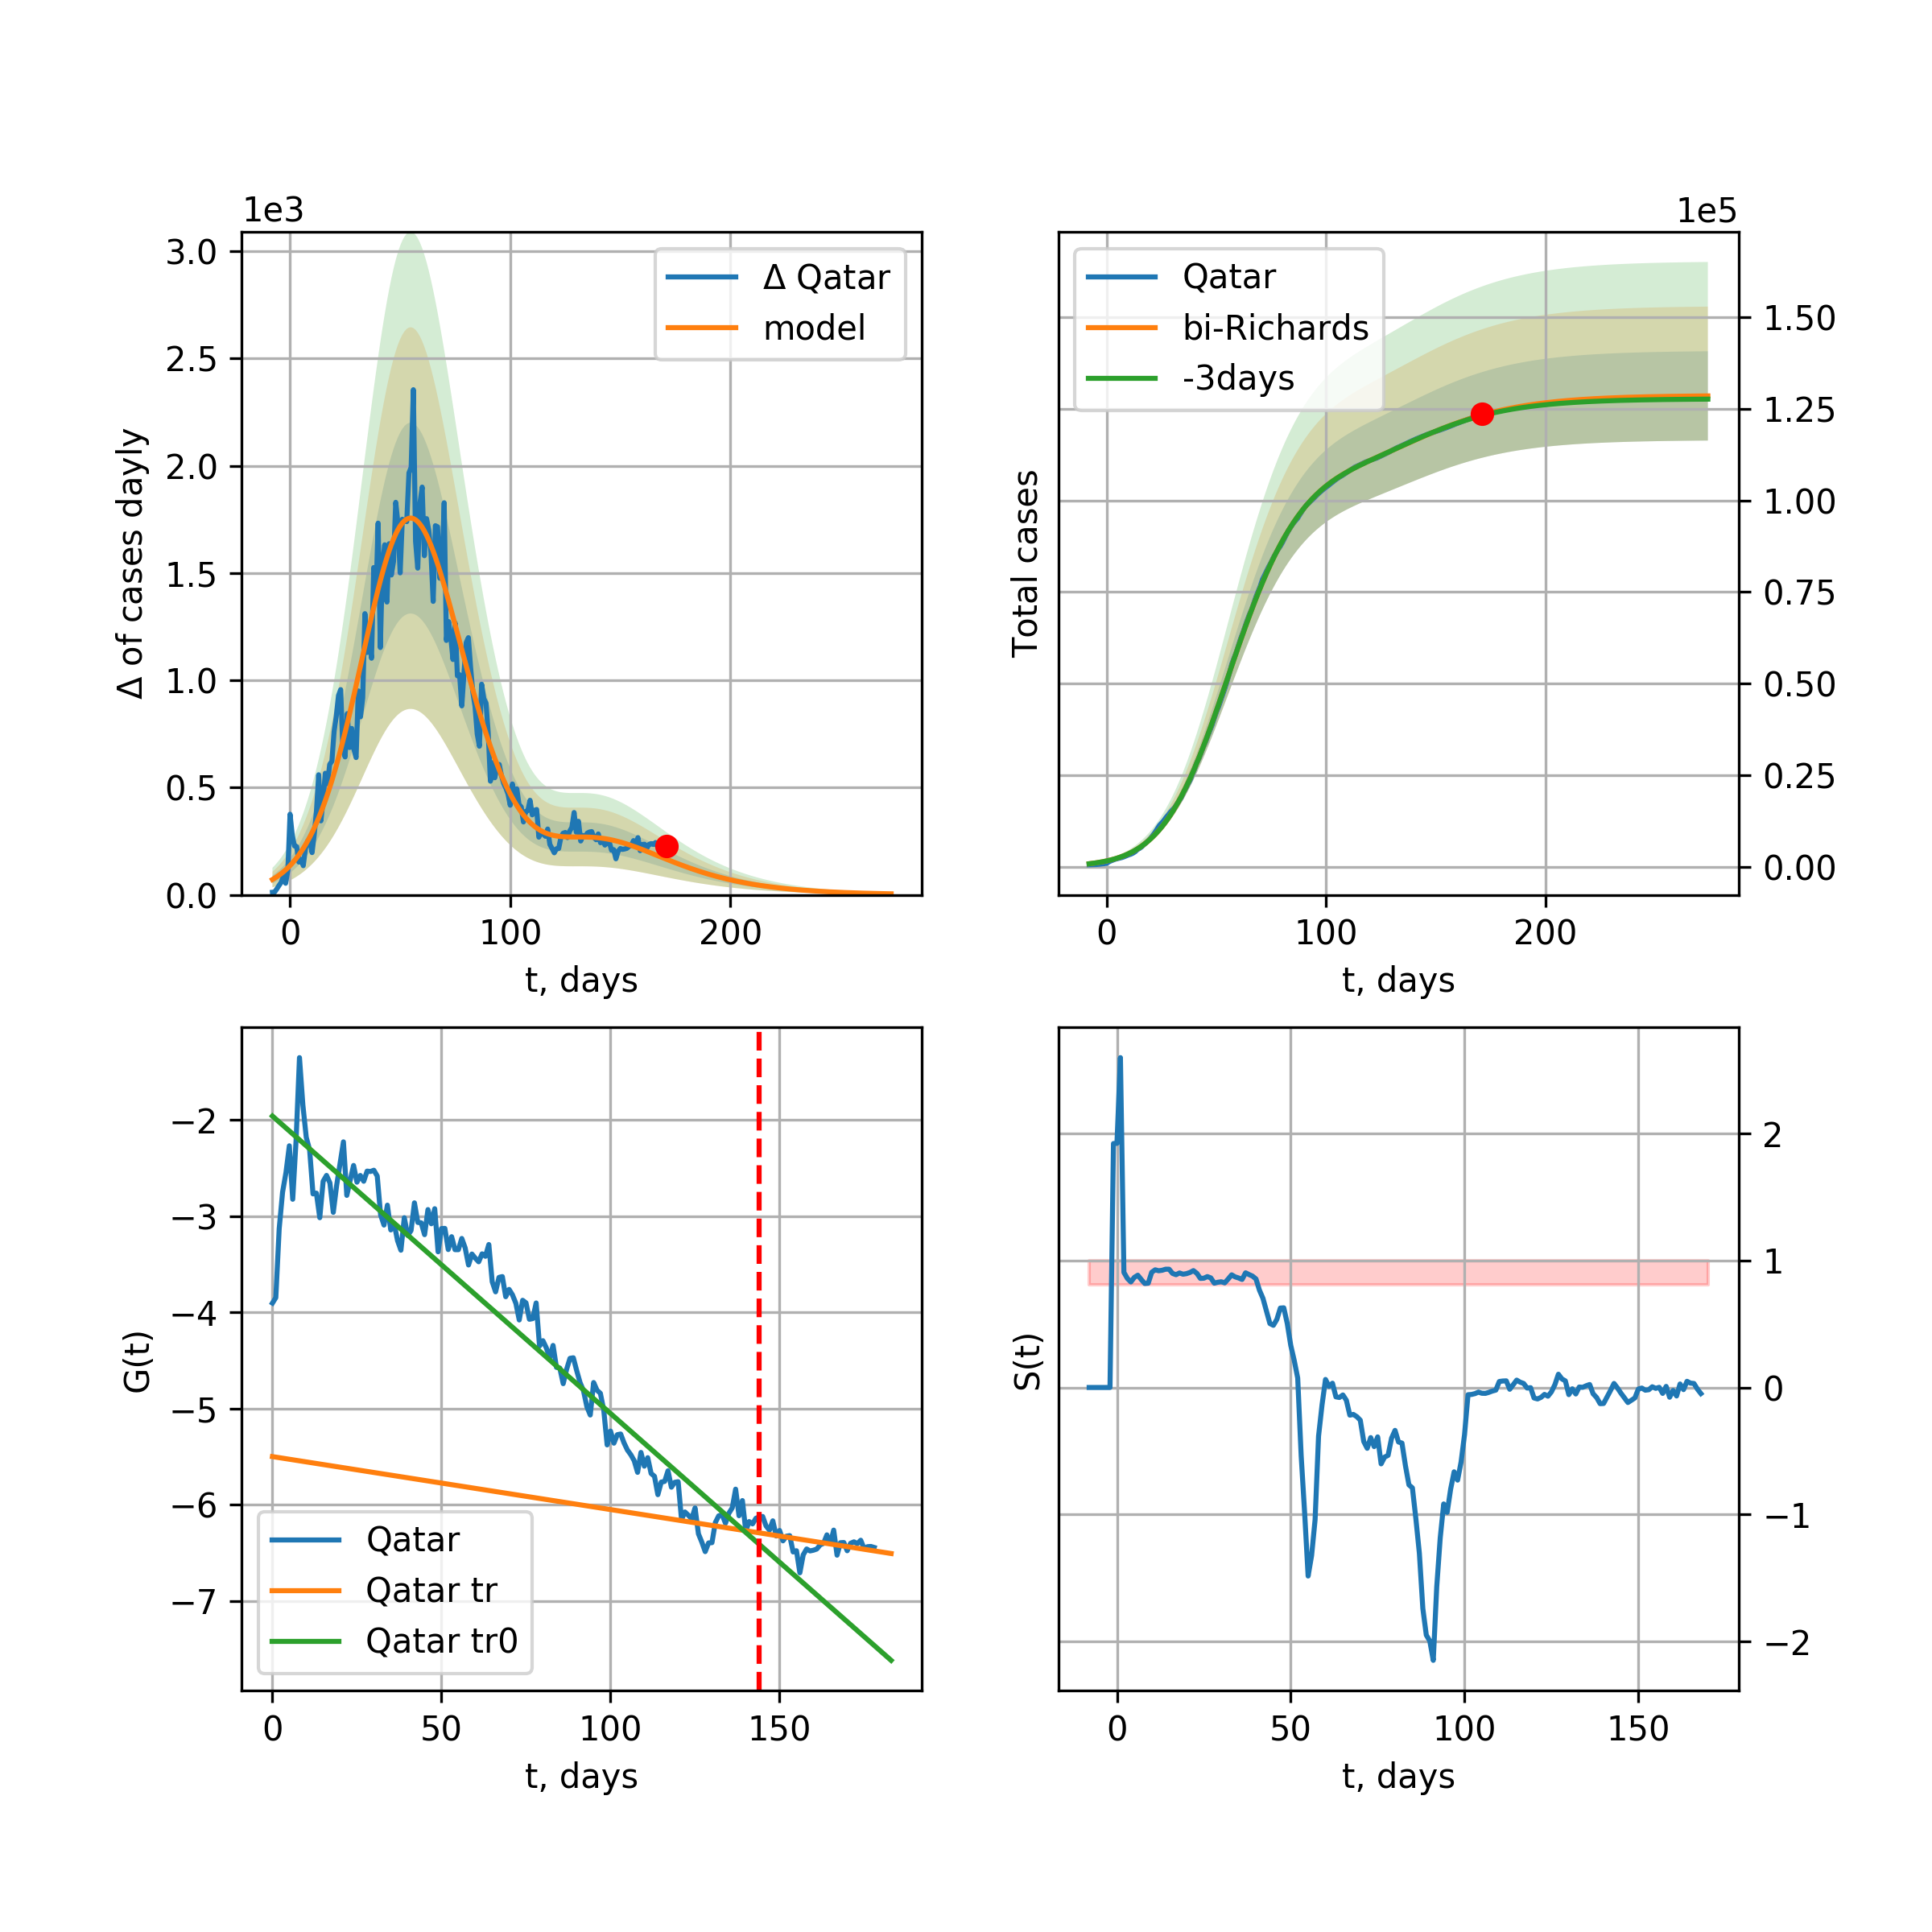 1e3
3.0
2.5
2.0
1.5
1.0
0.5
0.0
Δ of cases dayly
Δ Qatar
model
0 100 200
t, days
1e5
Qatar
bi-Richards
-3days
Total cases
1.50
1.25
1.00
0.75
0.50
0.25
0.00
0 100 200
t, days
−2
−3
−4
−5
−6
−7
G(t)
Qatar
Qatar tr
Qatar tr0
0 50 100 150
t, days
S(t)
2
1
0
−1
−2
0 50 100 150
t, days